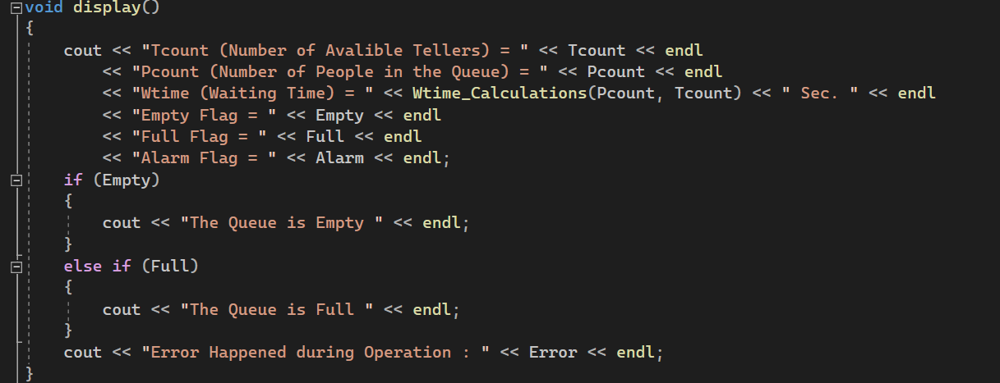 void display()
{
cout << "Tcount (Number of Avalible Tellers) = " << Tcount << endl
<< "Pcount (Number of People in the Queue) = " << Pcount << endl
<< "Wtime (Waiting Time) = " << Wtime_Calculations(Pcount, Tcount) << " Sec. " << endl
<< "Empty Flag = " << Empty << endl
<< "Full Flag = " << Full << endl
<< "Alarm Flag = " << Alarm << endl;
if (Empty)
{
cout << "The Queue is Empty " << endl;
}
else if (Full)
{
cout << "The Queue is Full " << endl;
}
cout << "Error Happened during Operation : " << Error << endl;
}